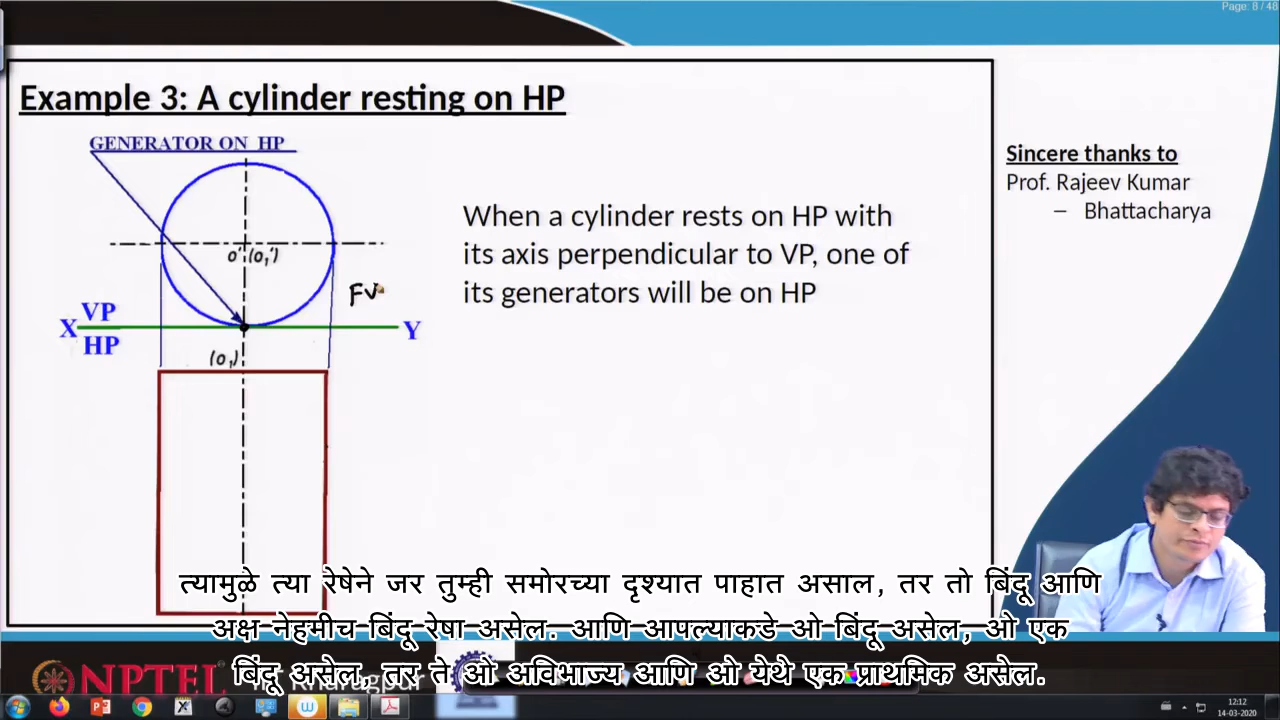 Page: 8 / 48
Example 3: A cylinder resting on HP
GENERATOR ON HP
o' (o₁')
FV
VP
X Y
HP
(o₁)
When a cylinder rests on HP with
its axis perpendicular to VP, one of
its generators will be on HP
Sincere thanks to
Prof. Rajeev Kumar
– Bhattacharya
त्यामुळे त्या रेषेने जर तुम्ही समोरच्या दृश्यात पाहात असाल, तर तो बिंदू आणि
अक्ष नेहमीच बिंदू रेषा असेल. आणि आपल्याकडे ओ बिंदू असेल, ओ एक
बिंदू असेल, तर ते ओ अविभाज्य आणि ओ येथे एक प्राथमिक असेल.
NPTEL
12:12
14-03-2020